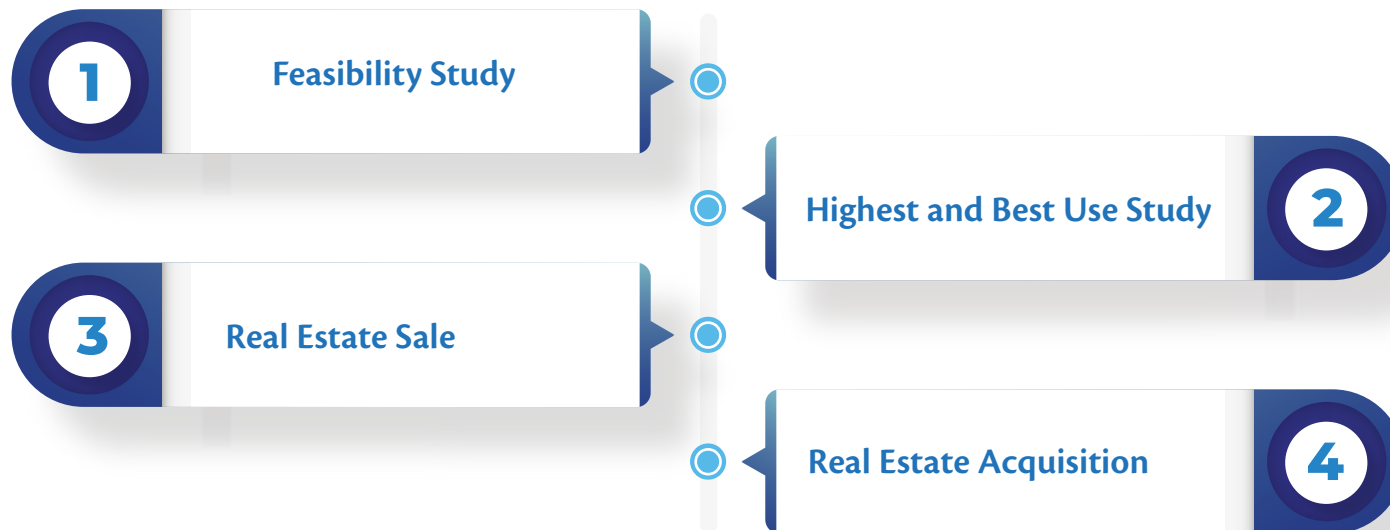 1
Feasibility Study
2
Highest and Best Use Study
3
Real Estate Sale
4
Real Estate Acquisition